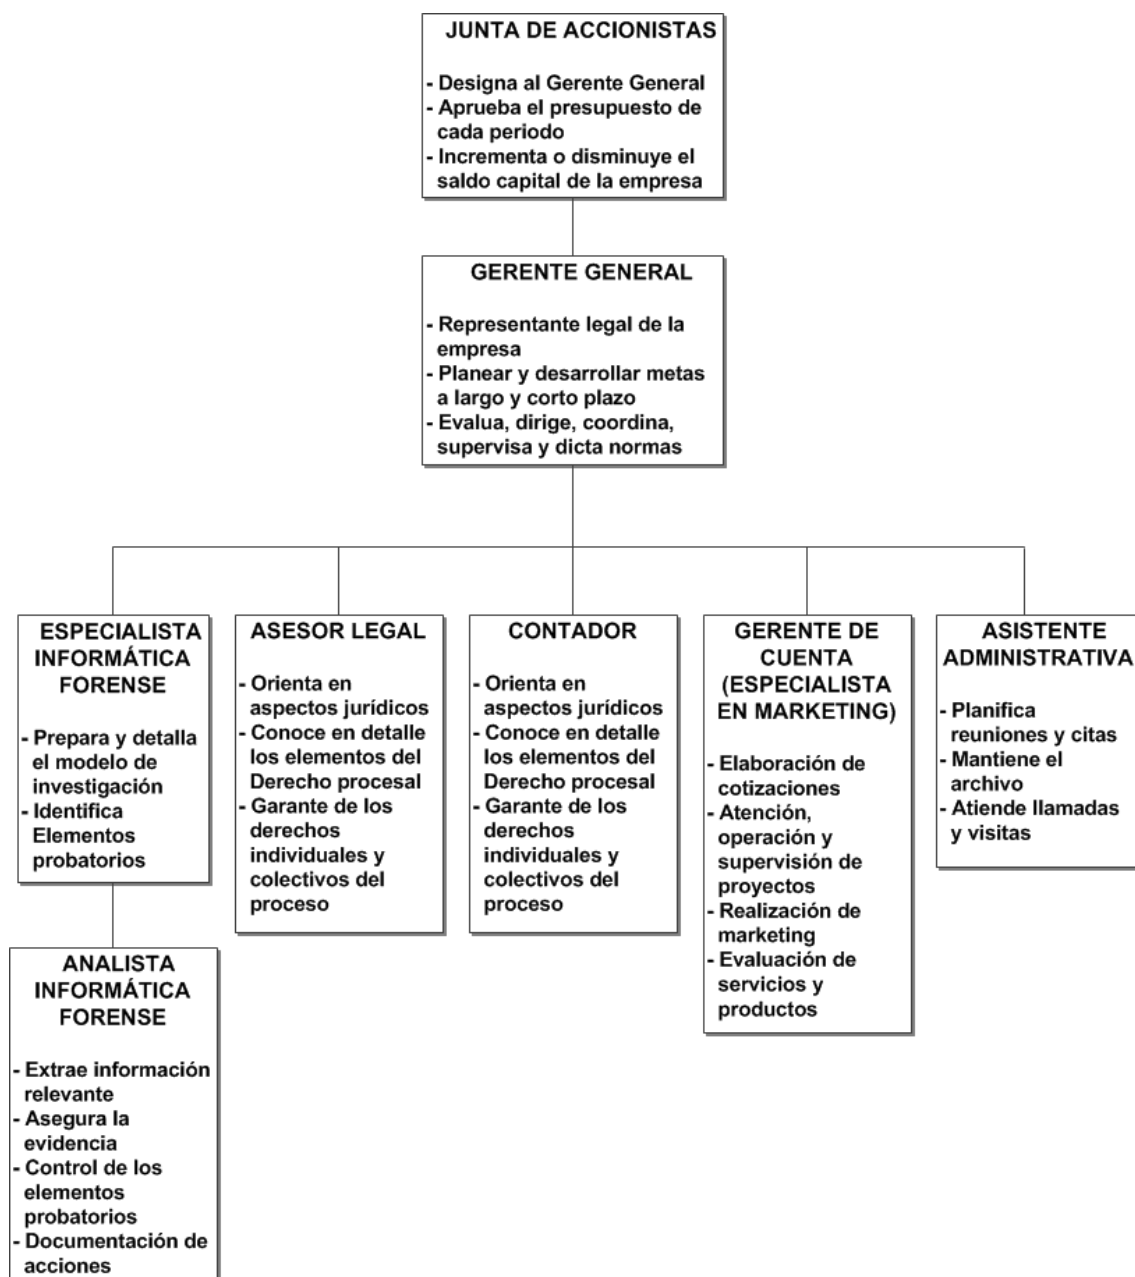 JUNTA DE ACCIONISTAS
- Designa al Gerente General
- Aprueba el presupuesto de
cada periodo
- Incrementa o disminuye el
saldo capital de la empresa
GERENTE GENERAL
- Representante legal de la
empresa
- Planear y desarrollar metas
a largo y corto plazo
- Evalua, dirige, coordina,
supervisa y dicta normas
ESPECIALISTA
INFORMÁTICA
FORENSE
- Prepara y detalla
el modelo de
investigación
- Identifica
Elementos
probatorios
ASESOR LEGAL
- Orienta en
aspectos jurídicos
- Conoce en detalle
los elementos del
Derecho procesal
- Garante de los
derechos
individuales y
colectivos del
proceso
CONTADOR
- Orienta en
aspectos jurídicos
- Conoce en detalle
los elementos del
Derecho procesal
- Garante de los
derechos
individuales y
colectivos del
proceso
GERENTE DE
CUENTA
(ESPECIALISTA
EN MARKETING)
- Elaboración de
cotizaciones
- Atención,
operación y
supervisión de
proyectos
- Realización de
marketing
- Evaluación de
servicios y
productos
ASISTENTE
ADMINISTRATIVA
- Planifica
reuniones y citas
- Mantiene el
archivo
- Atiende llamadas
y visitas
ANALISTA
INFORMÁTICA
FORENSE
- Extrae información
relevante
- Asegura la
evidencia
- Control de los
elementos
probatorios
- Documentación de
acciones